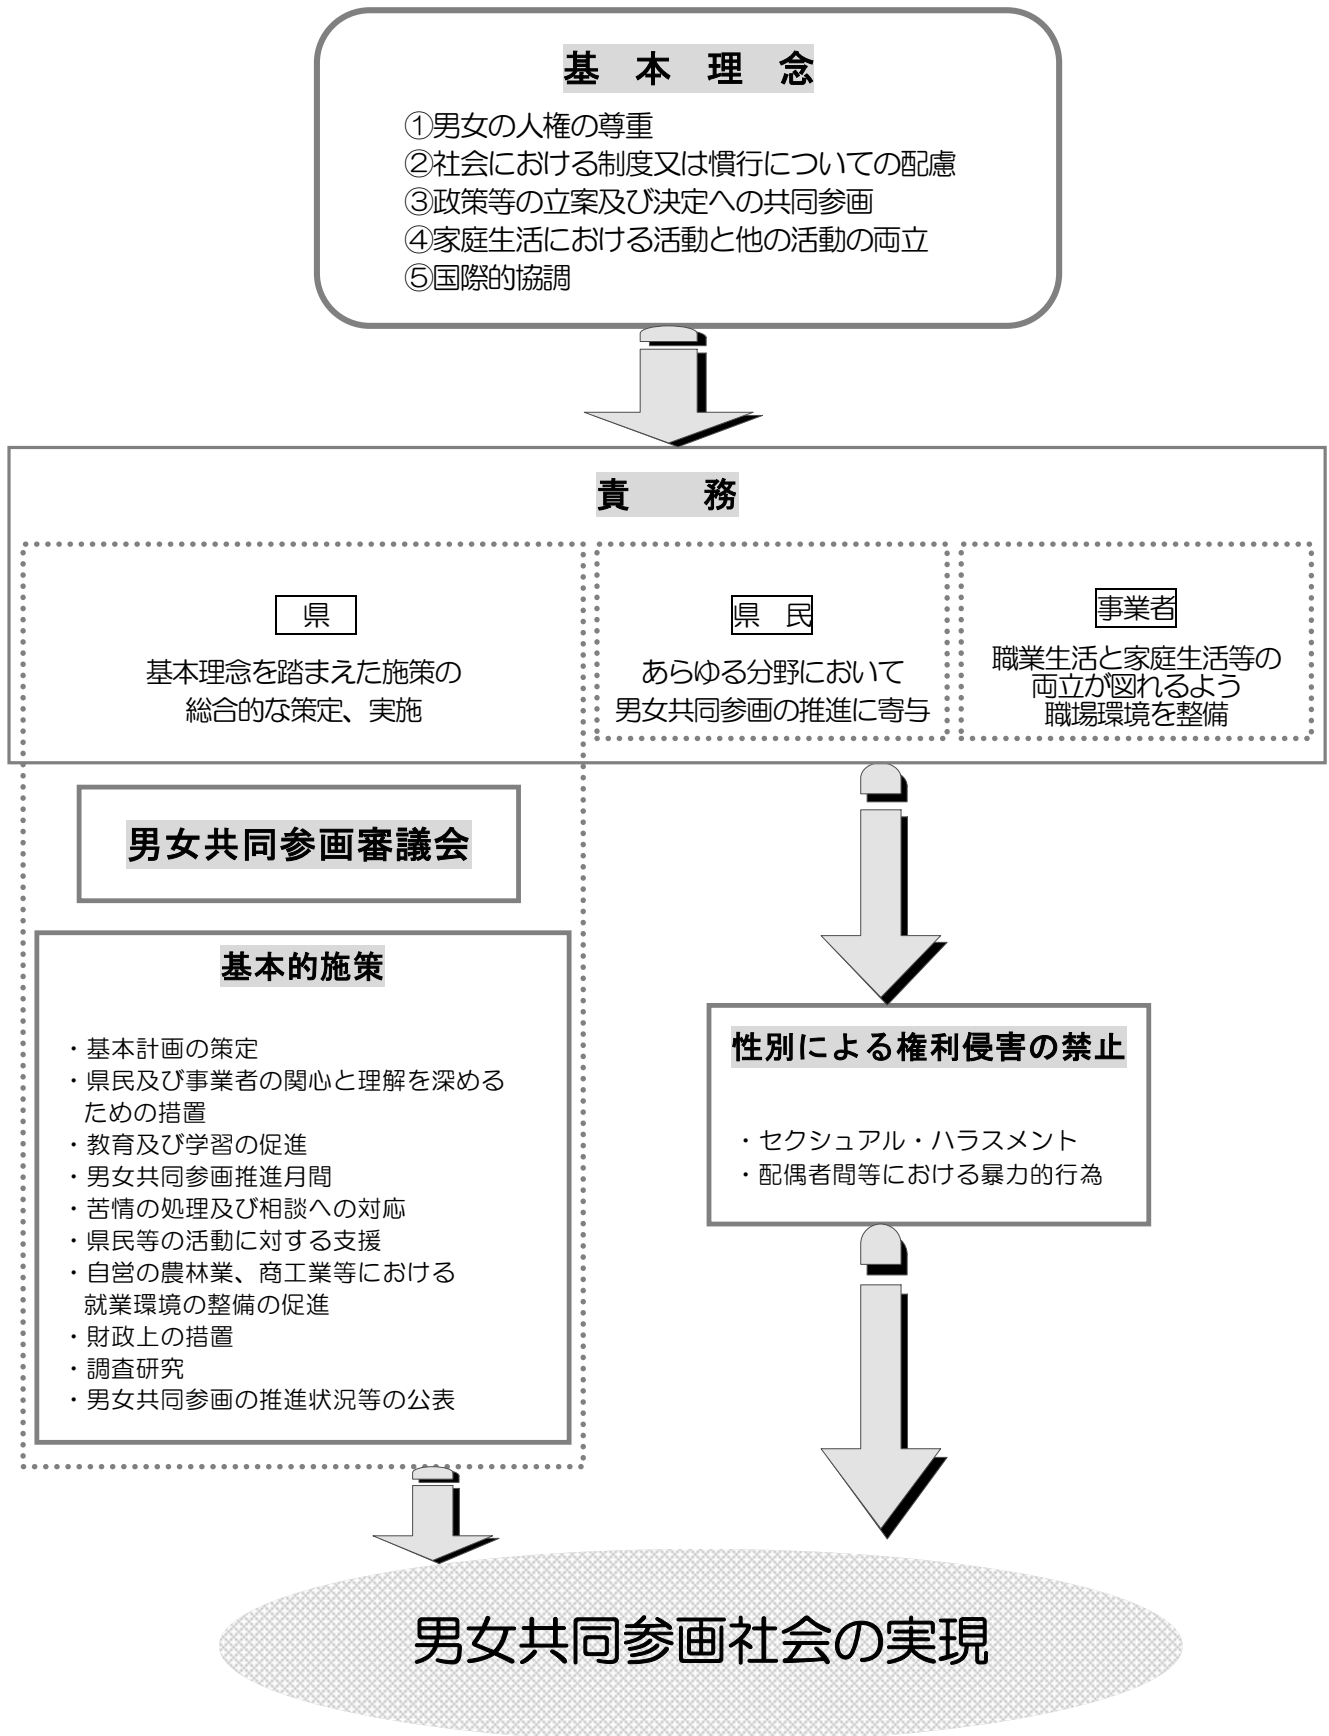 基　本　理　念
①男女の人権の尊重
②社会における制度又は慣行についての配慮
③政策等の立案及び決定への共同参画
④家庭生活における活動と他の活動の両立
⑤国際的協調
責　　務
県
基本理念を踏まえた施策の
総合的な策定、実施
県　民
あらゆる分野において
男女共同参画の推進に寄与
事業者
職業生活と家庭生活等の
両立が図れるよう
職場環境を整備
男女共同参画審議会
基本的施策
・基本計画の策定
・県民及び事業者の関心と理解を深める
ための措置
・教育及び学習の促進
・男女共同参画推進月間
・苦情の処理及び相談への対応
・県民等の活動に対する支援
・自営の農林業、商工業等における
就業環境の整備の促進
・財政上の措置
・調査研究
・男女共同参画の推進状況等の公表
性別による権利侵害の禁止
・セクシュアル・ハラスメント
・配偶者間等における暴力的行為
男女共同参画社会の実現